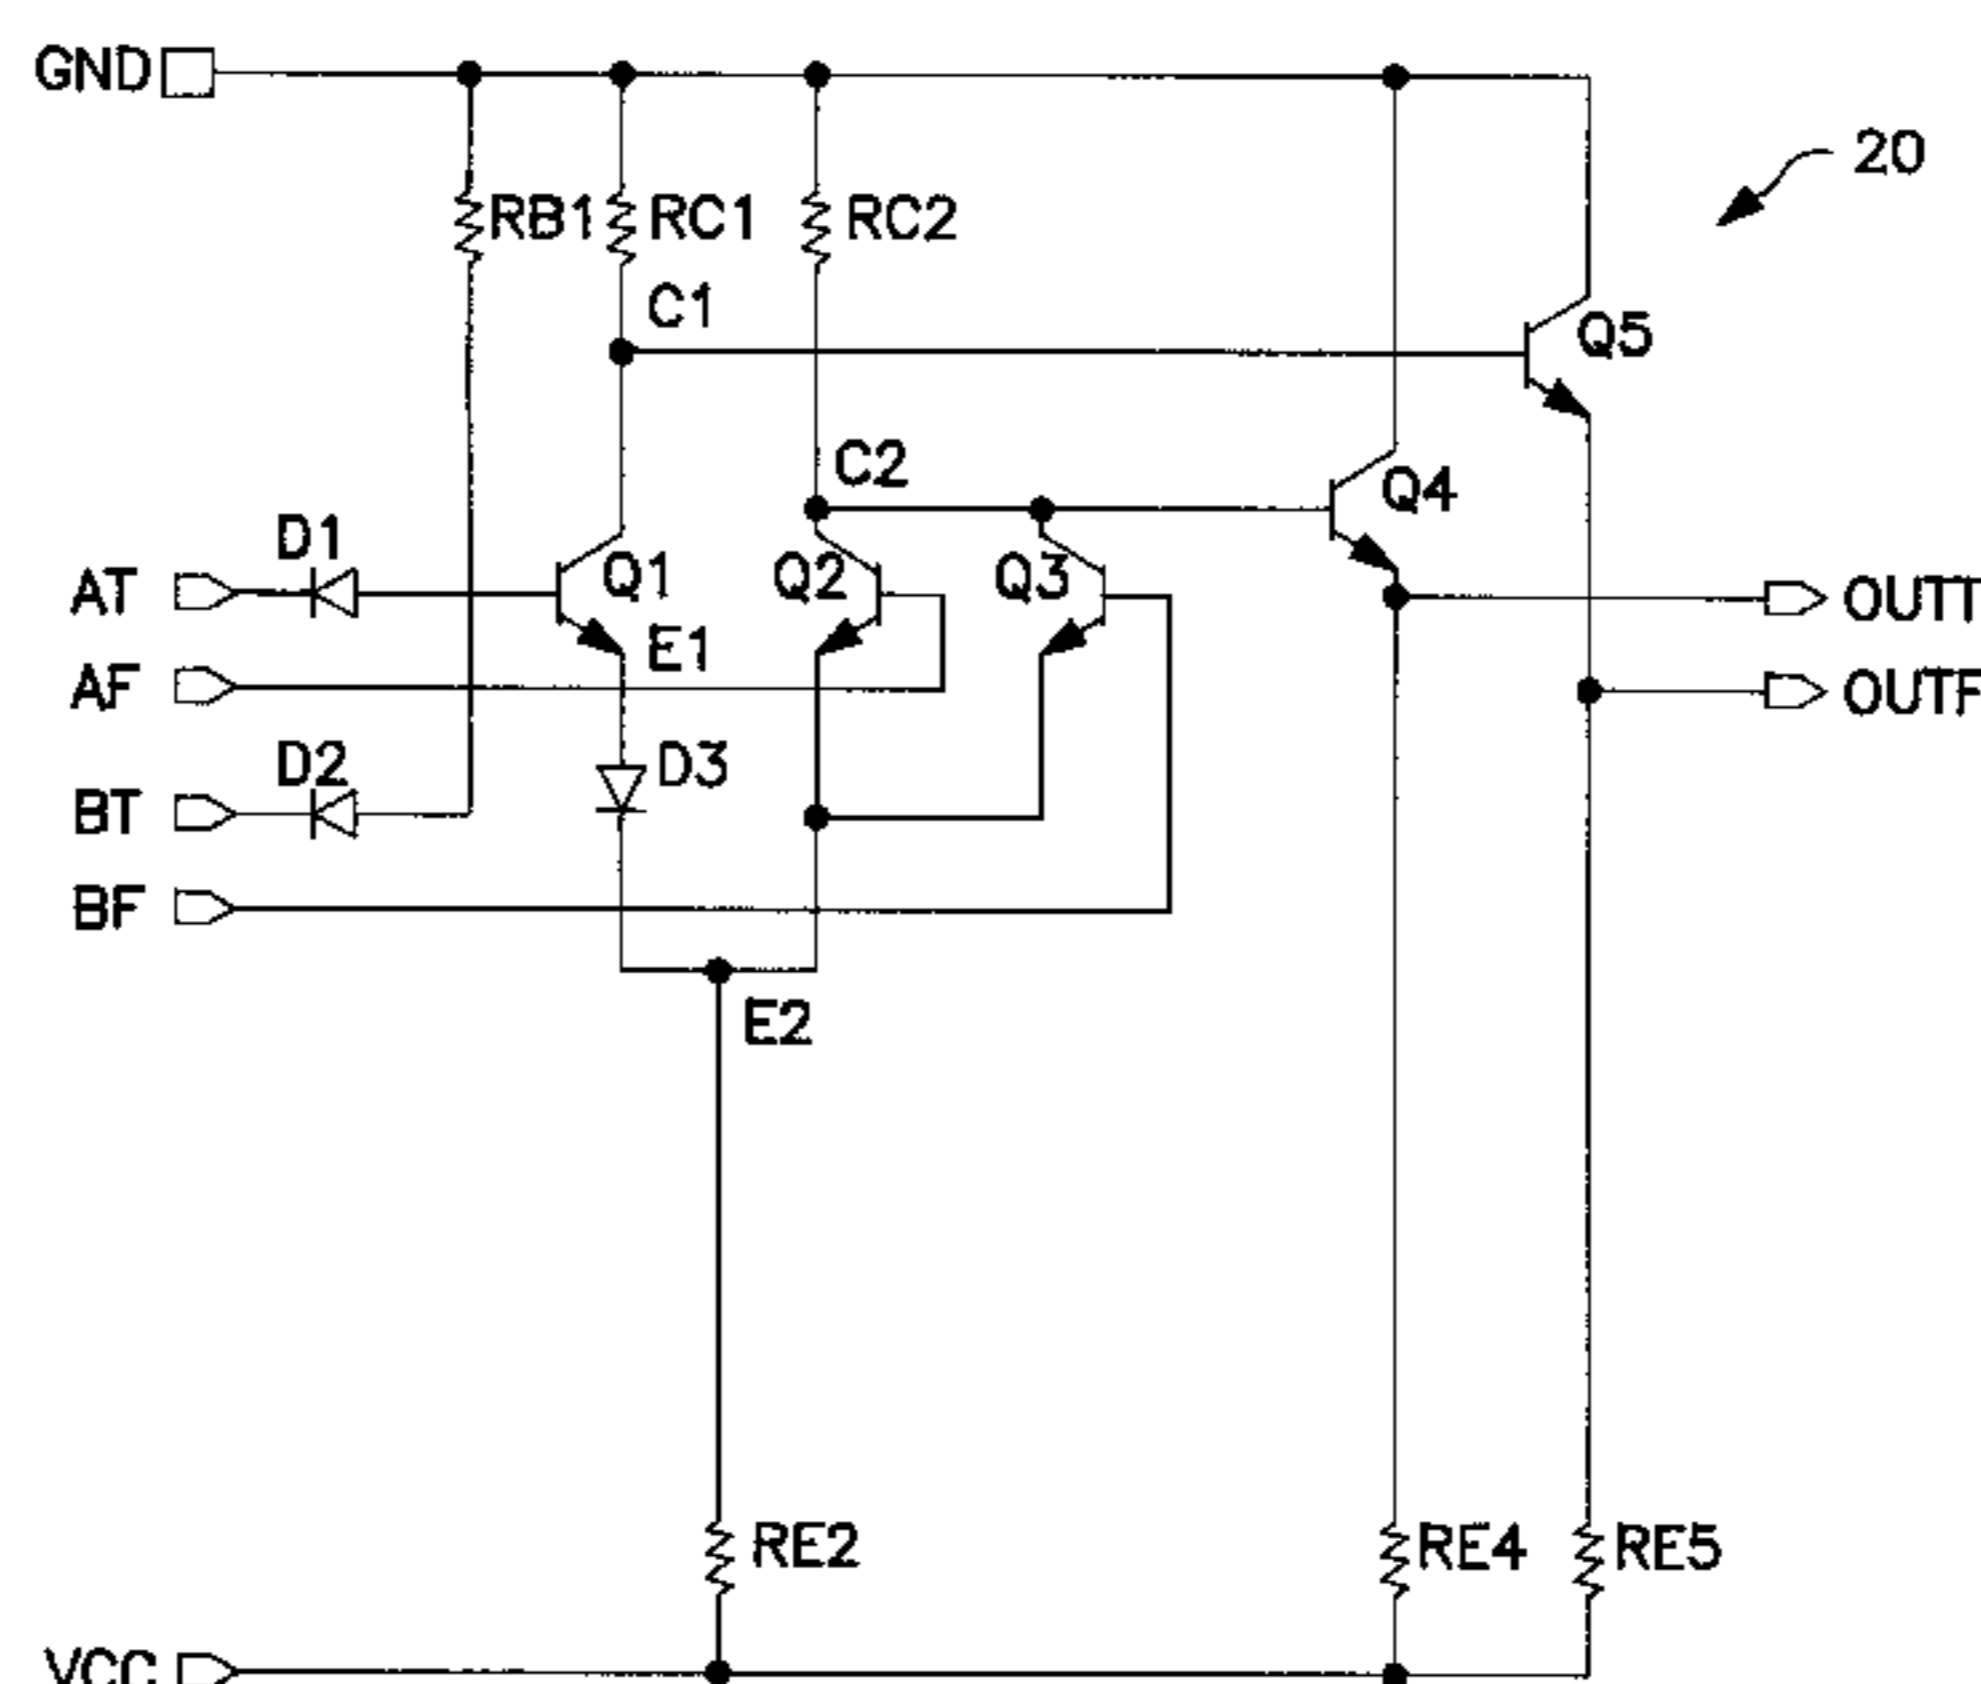 GND
20
RB1 RC1 RC2
C1
Q5
C2
Q4
D1
AT Q1 Q2 Q3 OUTT
E1
AF OUTF
D2 D3
BT
BF
E2
RE2 RE4 RE5
VCC